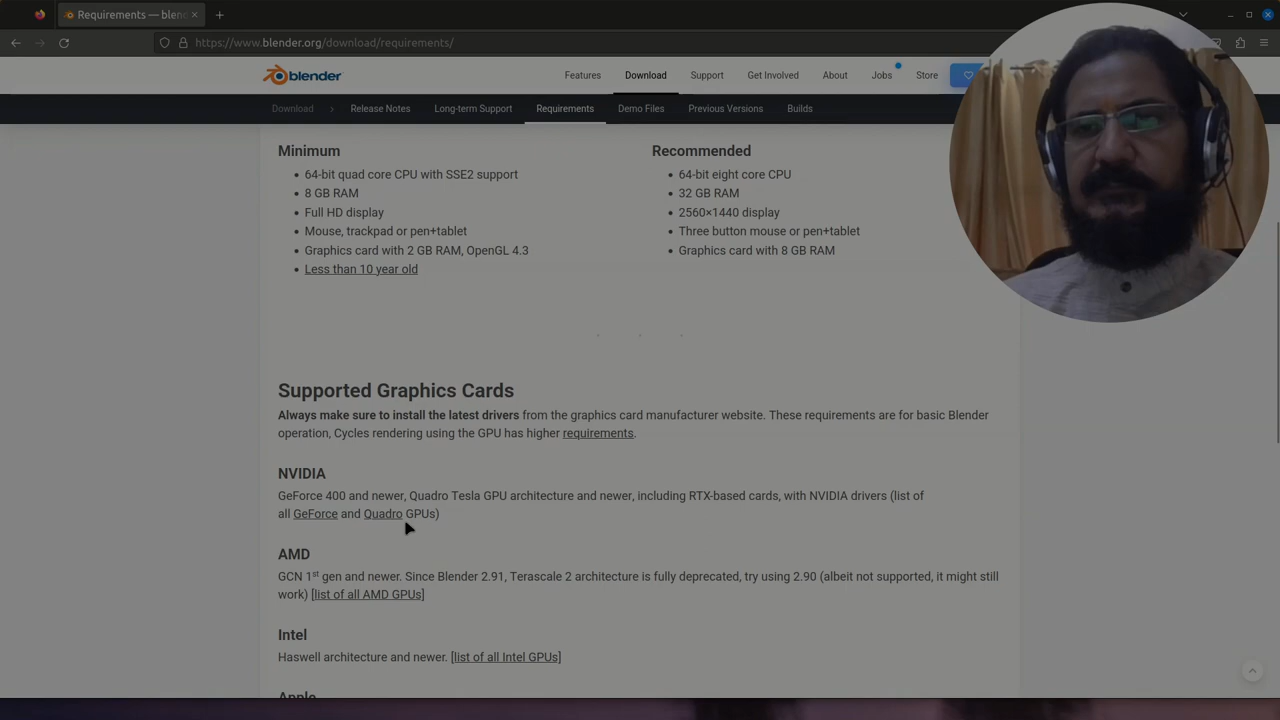 Requirements — blen
https://www.blender.org/download/requirements/
blender
Features Download Support Get Involved About Jobs Store
Download Release Notes Long-term Support Requirements Demo Files Previous Versions Builds
Minimum
• 64-bit quad core CPU with SSE2 support
• 8 GB RAM
• Full HD display
• Mouse, trackpad or pen+tablet
• Graphics card with 2 GB RAM, OpenGL 4.3
• Less than 10 year old
Recommended
• 64-bit eight core CPU
• 32 GB RAM
• 2560×1440 display
• Three button mouse or pen+tablet
• Graphics card with 8 GB RAM
Supported Graphics Cards
Always make sure to install the latest drivers from the graphics card manufacturer website. These requirements are for basic Blender
operation, Cycles rendering using the GPU has higher requirements.
NVIDIA
GeForce 400 and newer, Quadro Tesla GPU architecture and newer, including RTX-based cards, with NVIDIA drivers (list of
all GeForce and Quadro GPUs)
AMD
GCN 1st gen and newer. Since Blender 2.91, Terascale 2 architecture is fully deprecated, try using 2.90 (albeit not supported, it might still
work) [list of all AMD GPUs]
Intel
Haswell architecture and newer. [list of all Intel GPUs]
Apple